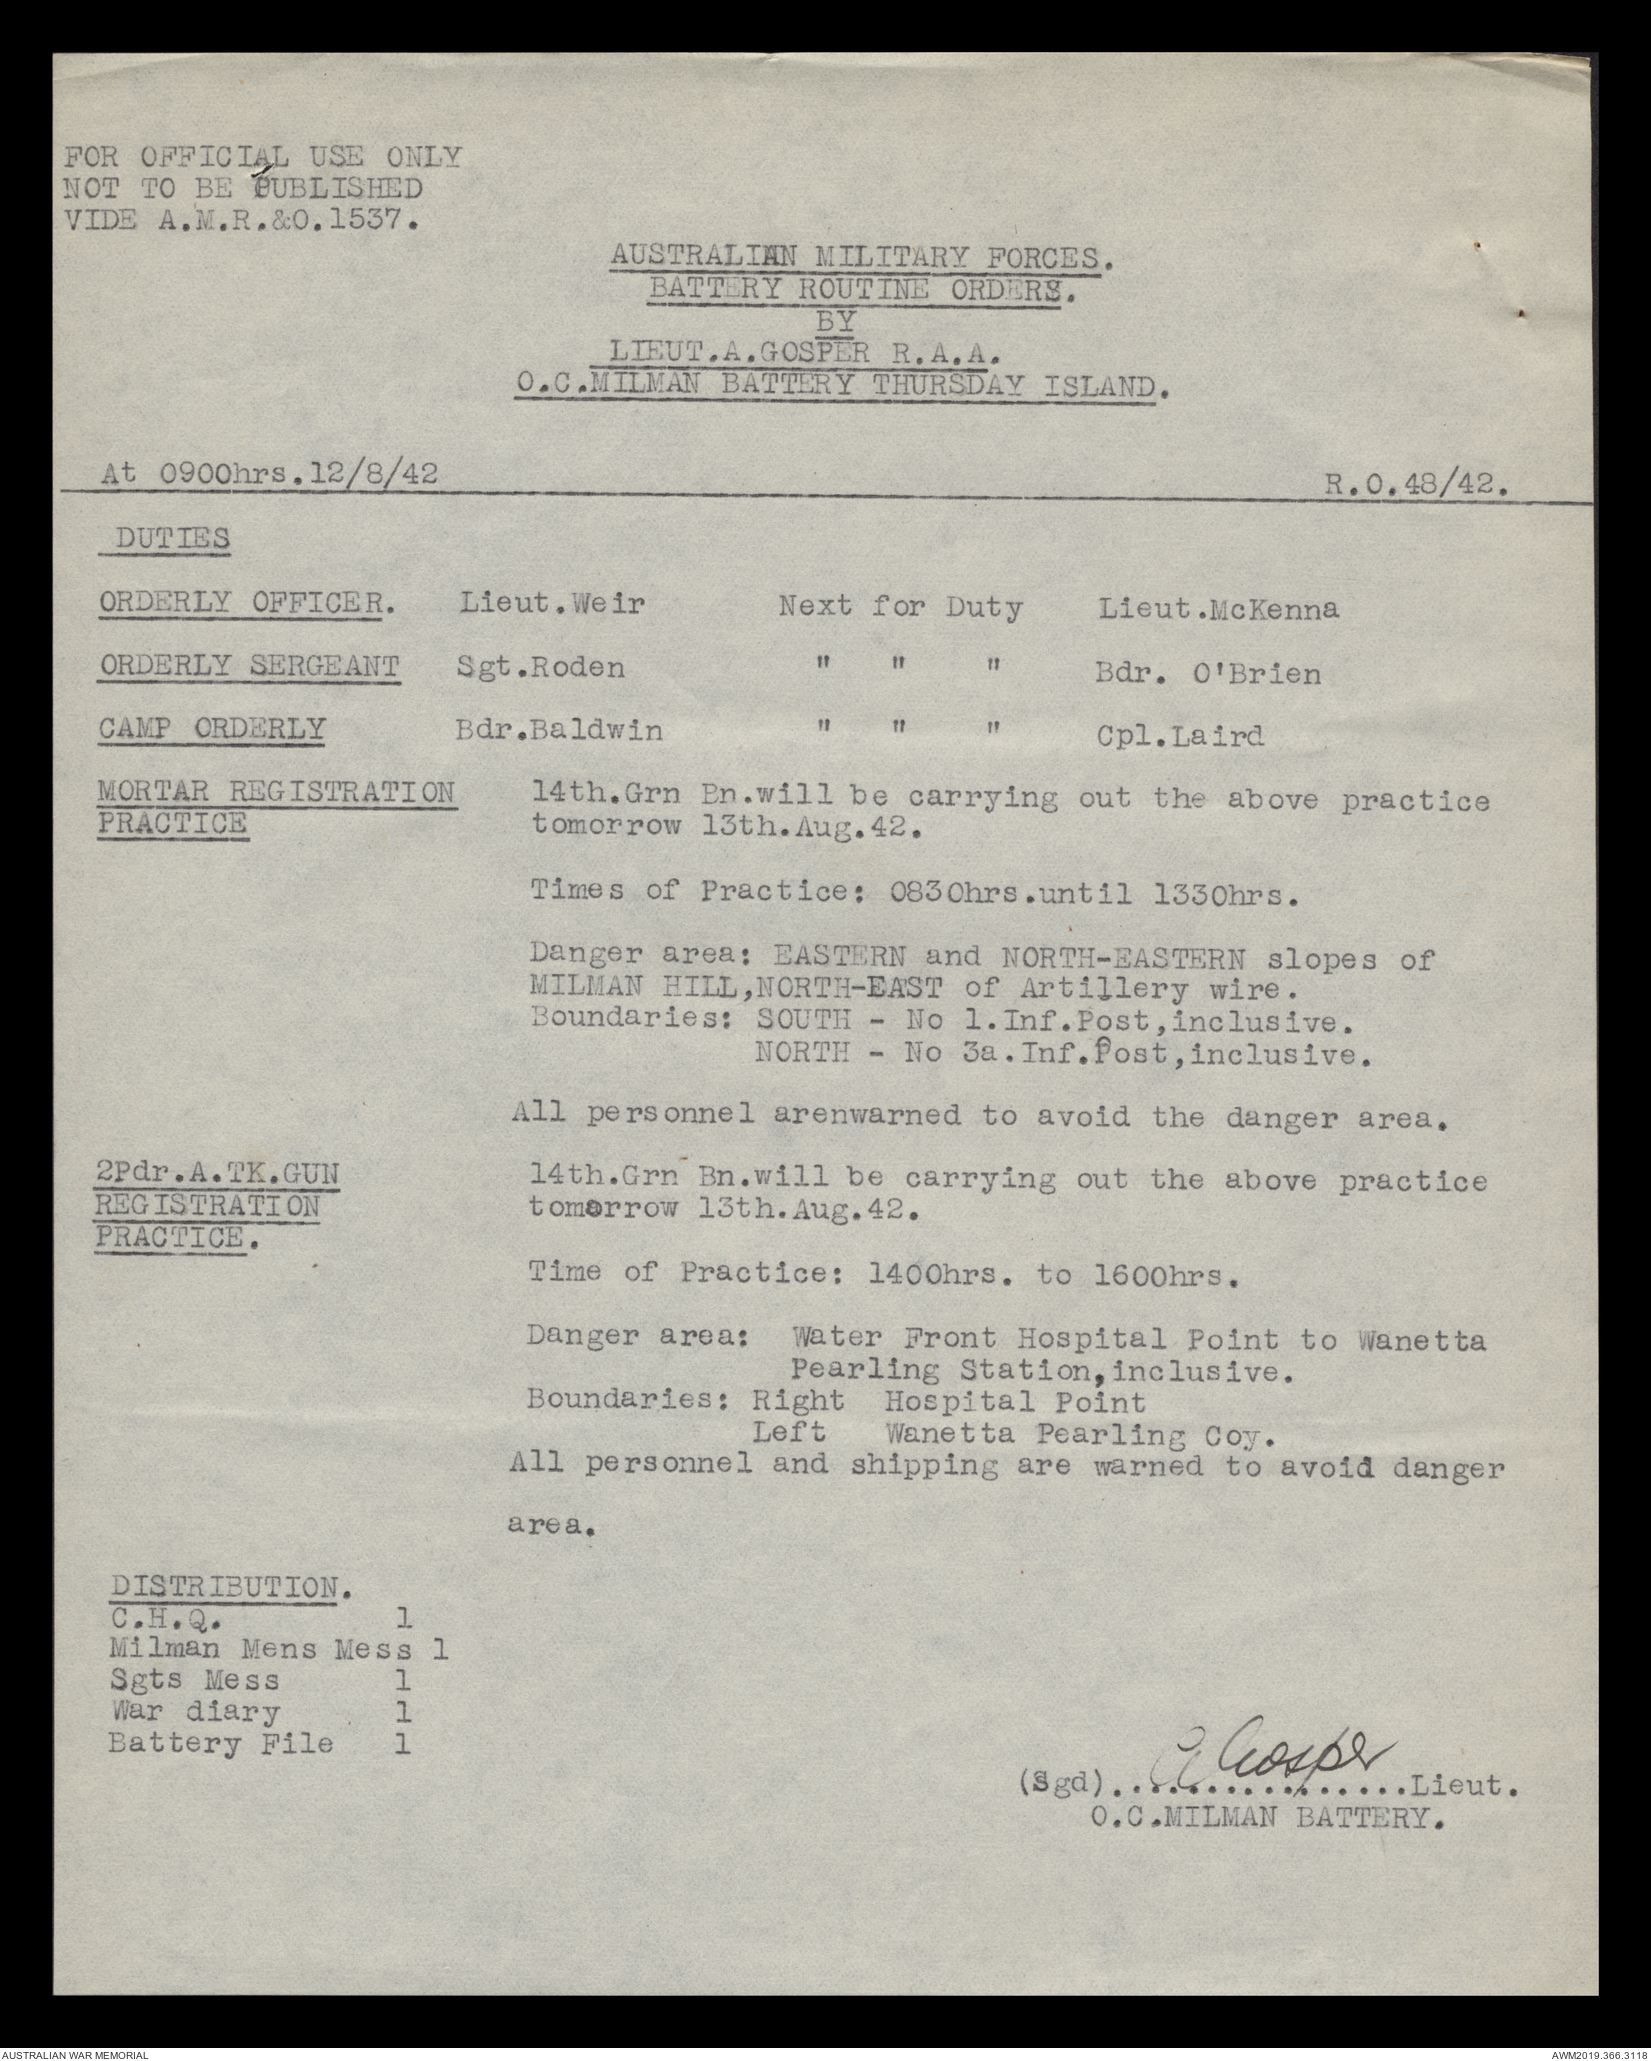 FOR OFFICIAL USE ONLY
NOT TO BE PUBLISHED
VIDE A.M.R.&O.1537.
AUSTRALIAN MILITARY FORCES.
BATTERY ROUTINE ORDERS.
BY
LIEUT.A.GOSPER R.A.A.
O.C.MILMAN BATTERY THURSDAY ISLAND.
At 0900hrs.12/8/42 R.O.48/42.
DUTIES
ORDERLY OFFICER. Lieut.Weir Next for Duty Lieut.McKenna
ORDERLY SERGEANT Sgt.Roden " " " Bdr. O'Brien
CAMP ORDERLY Bdr.Baldwin " " " Cpl.Laird
MORTAR REGISTRATION 14th.Grn Bn.will be carrying out the above practice
PRACTICE tomorrow 13th.Aug.42.
Times of Practice: 0830hrs.until 1330hrs.
Danger area: EASTERN and NORTH-EASTERN slopes of
MILMAN HILL,NORTH-EAST of Artillery wire.
Boundaries: SOUTH - No 1.Inf.Post,inclusive.
NORTH - No 3a.Inf.Post,inclusive.
All personnel arenwarned to avoid the danger area.
2Pdr.A.TK.GUN 14th.Grn Bn.will be carrying out the above practice
REGISTRATION tomorrow 13th.Aug.42.
PRACTICE.
Time of Practice: 1400hrs. to 1600hrs.
Danger area: Water Front Hospital Point to Wanetta
Pearling Station,inclusive.
Boundaries: Right Hospital Point
Left Wanetta Pearling Coy.
All personnel and shipping are warned to avoid danger
area.
DISTRIBUTION.
C.H.Q. 1
Milman Mens Mess 1
Sgts Mess 1
War diary 1
Battery File 1
A Gosper
(Sgd)................Lieut.
O.C.MILMAN BATTERY.
AUSTRALIAN WAR MEMORIAL AWM2019.366.3118